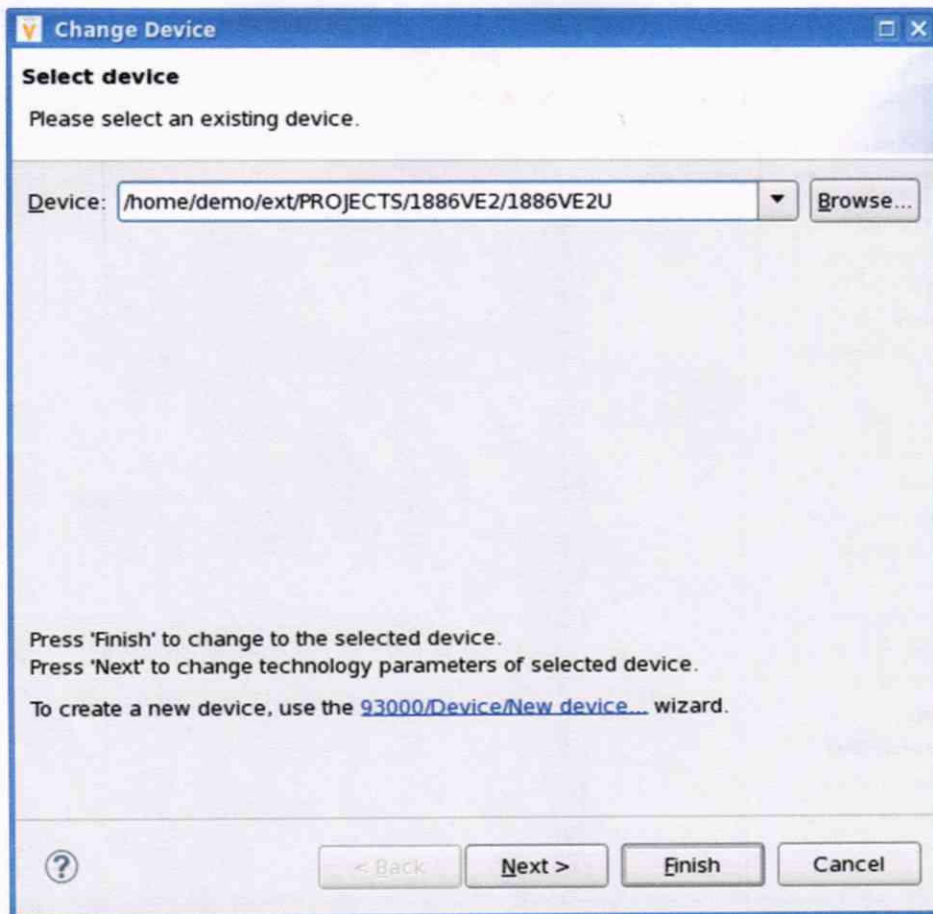 Change Device
Select device
Please select an existing device.
Device: /home/demo/ext/PROJECTS/1886VE2/1886VE2U Browse...
Press 'Finish' to change to the selected device.
Press 'Next' to change technology parameters of selected device.
To create a new device, use the 93000/Device/New device... wizard.
? < Back Next > Finish Cancel